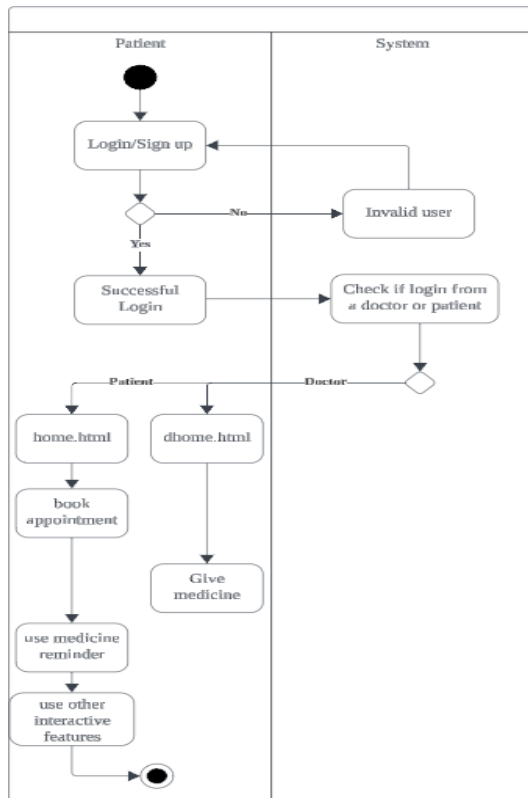 Patient
System
Login/Sign up
No
Invalid user
Yes
Successful
Login
Check if login from
a doctor or patient
Patient
Doctor
home.html
dhome.html
book
appointment
Give
medicine
use medicine
reminder
use other
interactive
features